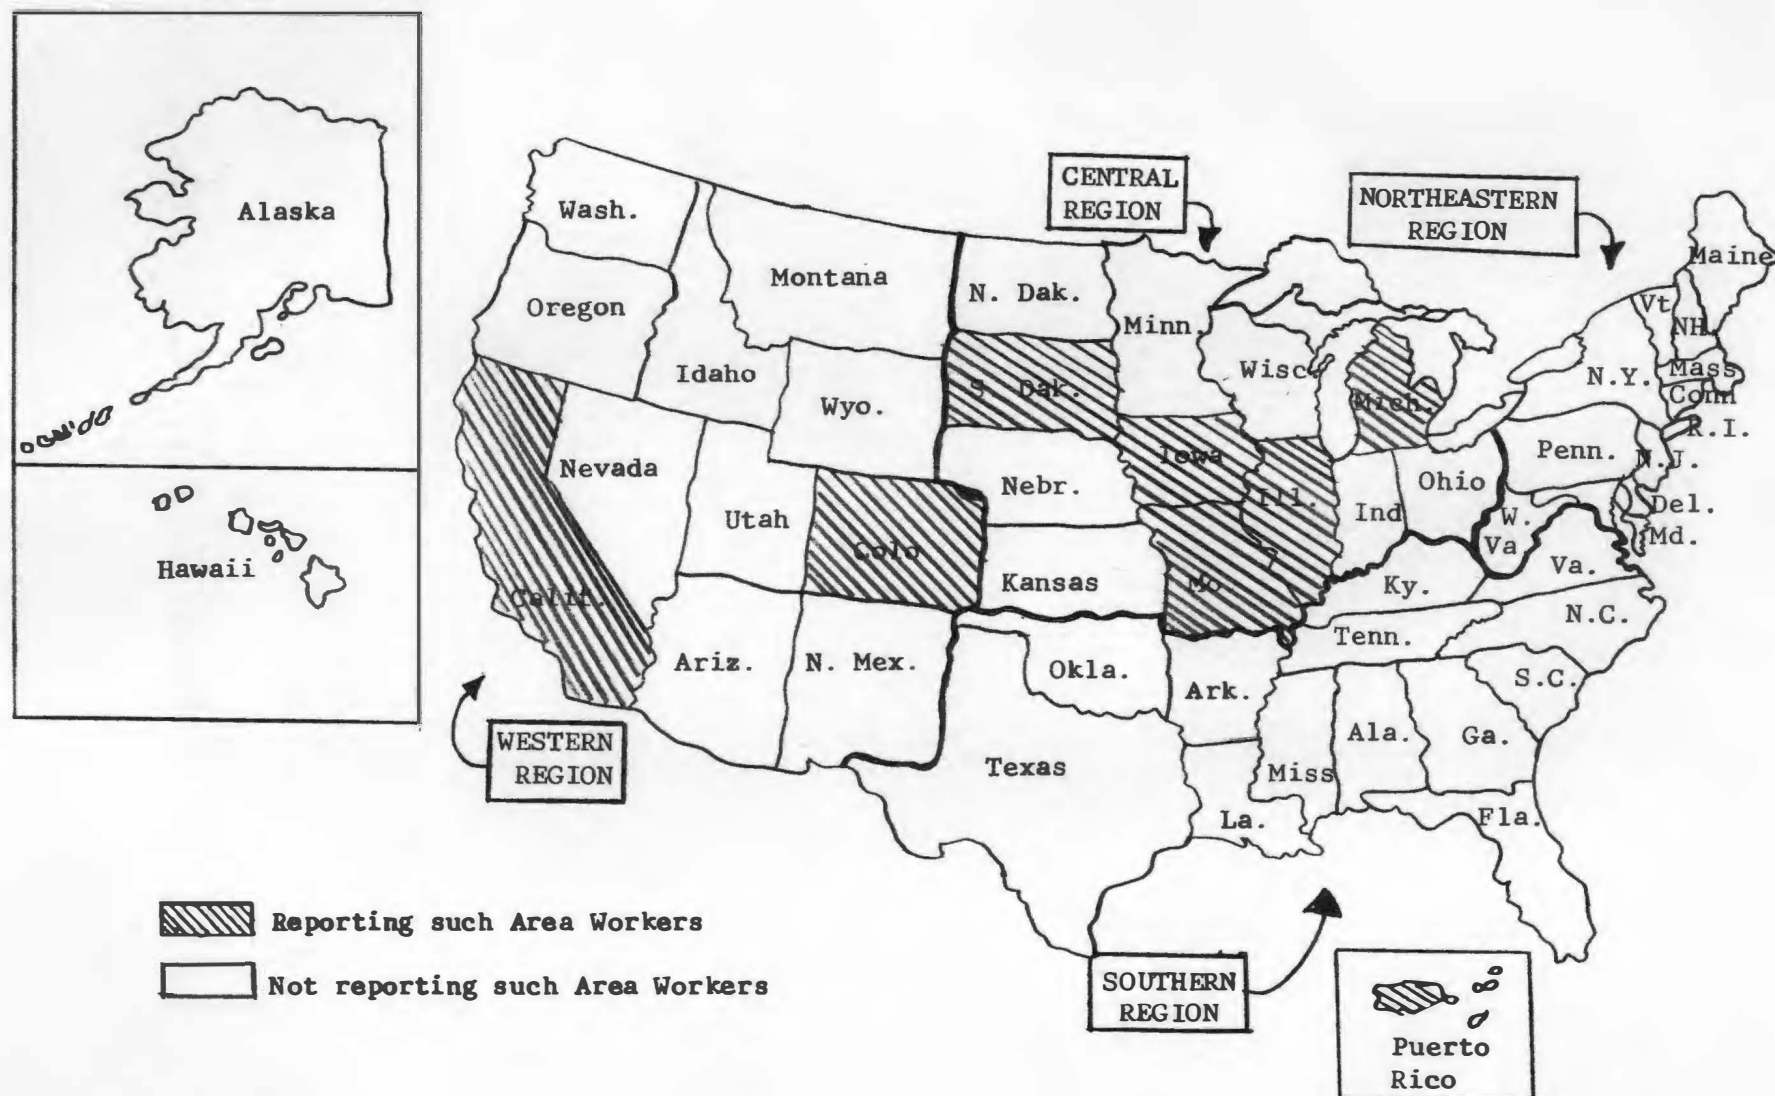 Alaska
Hawaii
CENTRAL
REGION
NORTHEASTERN
REGION
Wash.
Oregon
Montana
Idaho
Wyo.
Nevada
Utah
Colo
Calif.
Ariz.
N. Mex.
N. Dak.
S. Dak.
Nebr.
Kansas
Okla.
Texas
Minn.
Iowa
Mo
Ark.
La.
Wisc
Ill.
Mich.
Ind
Ohio
Ky.
Tenn.
Miss
Ala.
Ga.
Fla.
S.C.
N.C.
Va.
W.
Va
Penn.
N.Y.
Vt
NH
Maine
Mass
Conn
R.I.
N.J.
Del.
Md.
WESTERN
REGION
SOUTHERN
REGION
Puerto
Rico
Reporting such Area Workers
Not reporting such Area Workers